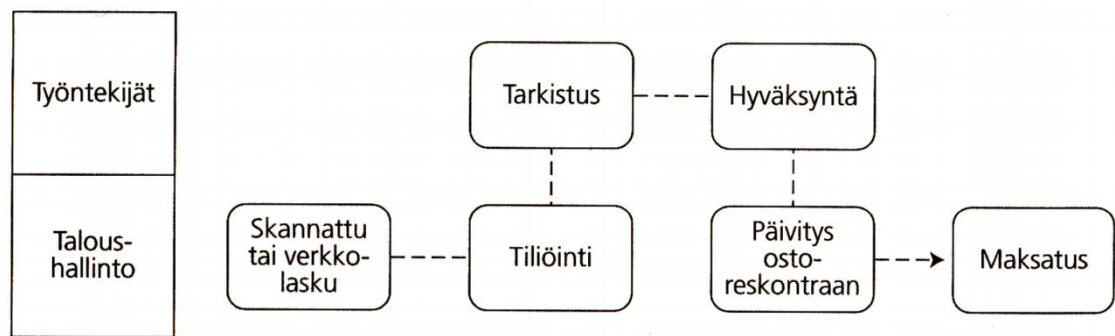 Työntekijät
Tarkistus
Hyväksyntä
Talous-
hallinto
Skannattu
tai verkko-
lasku
Tiliöinti
Päivitys
osto-
reskontraan
Maksatus